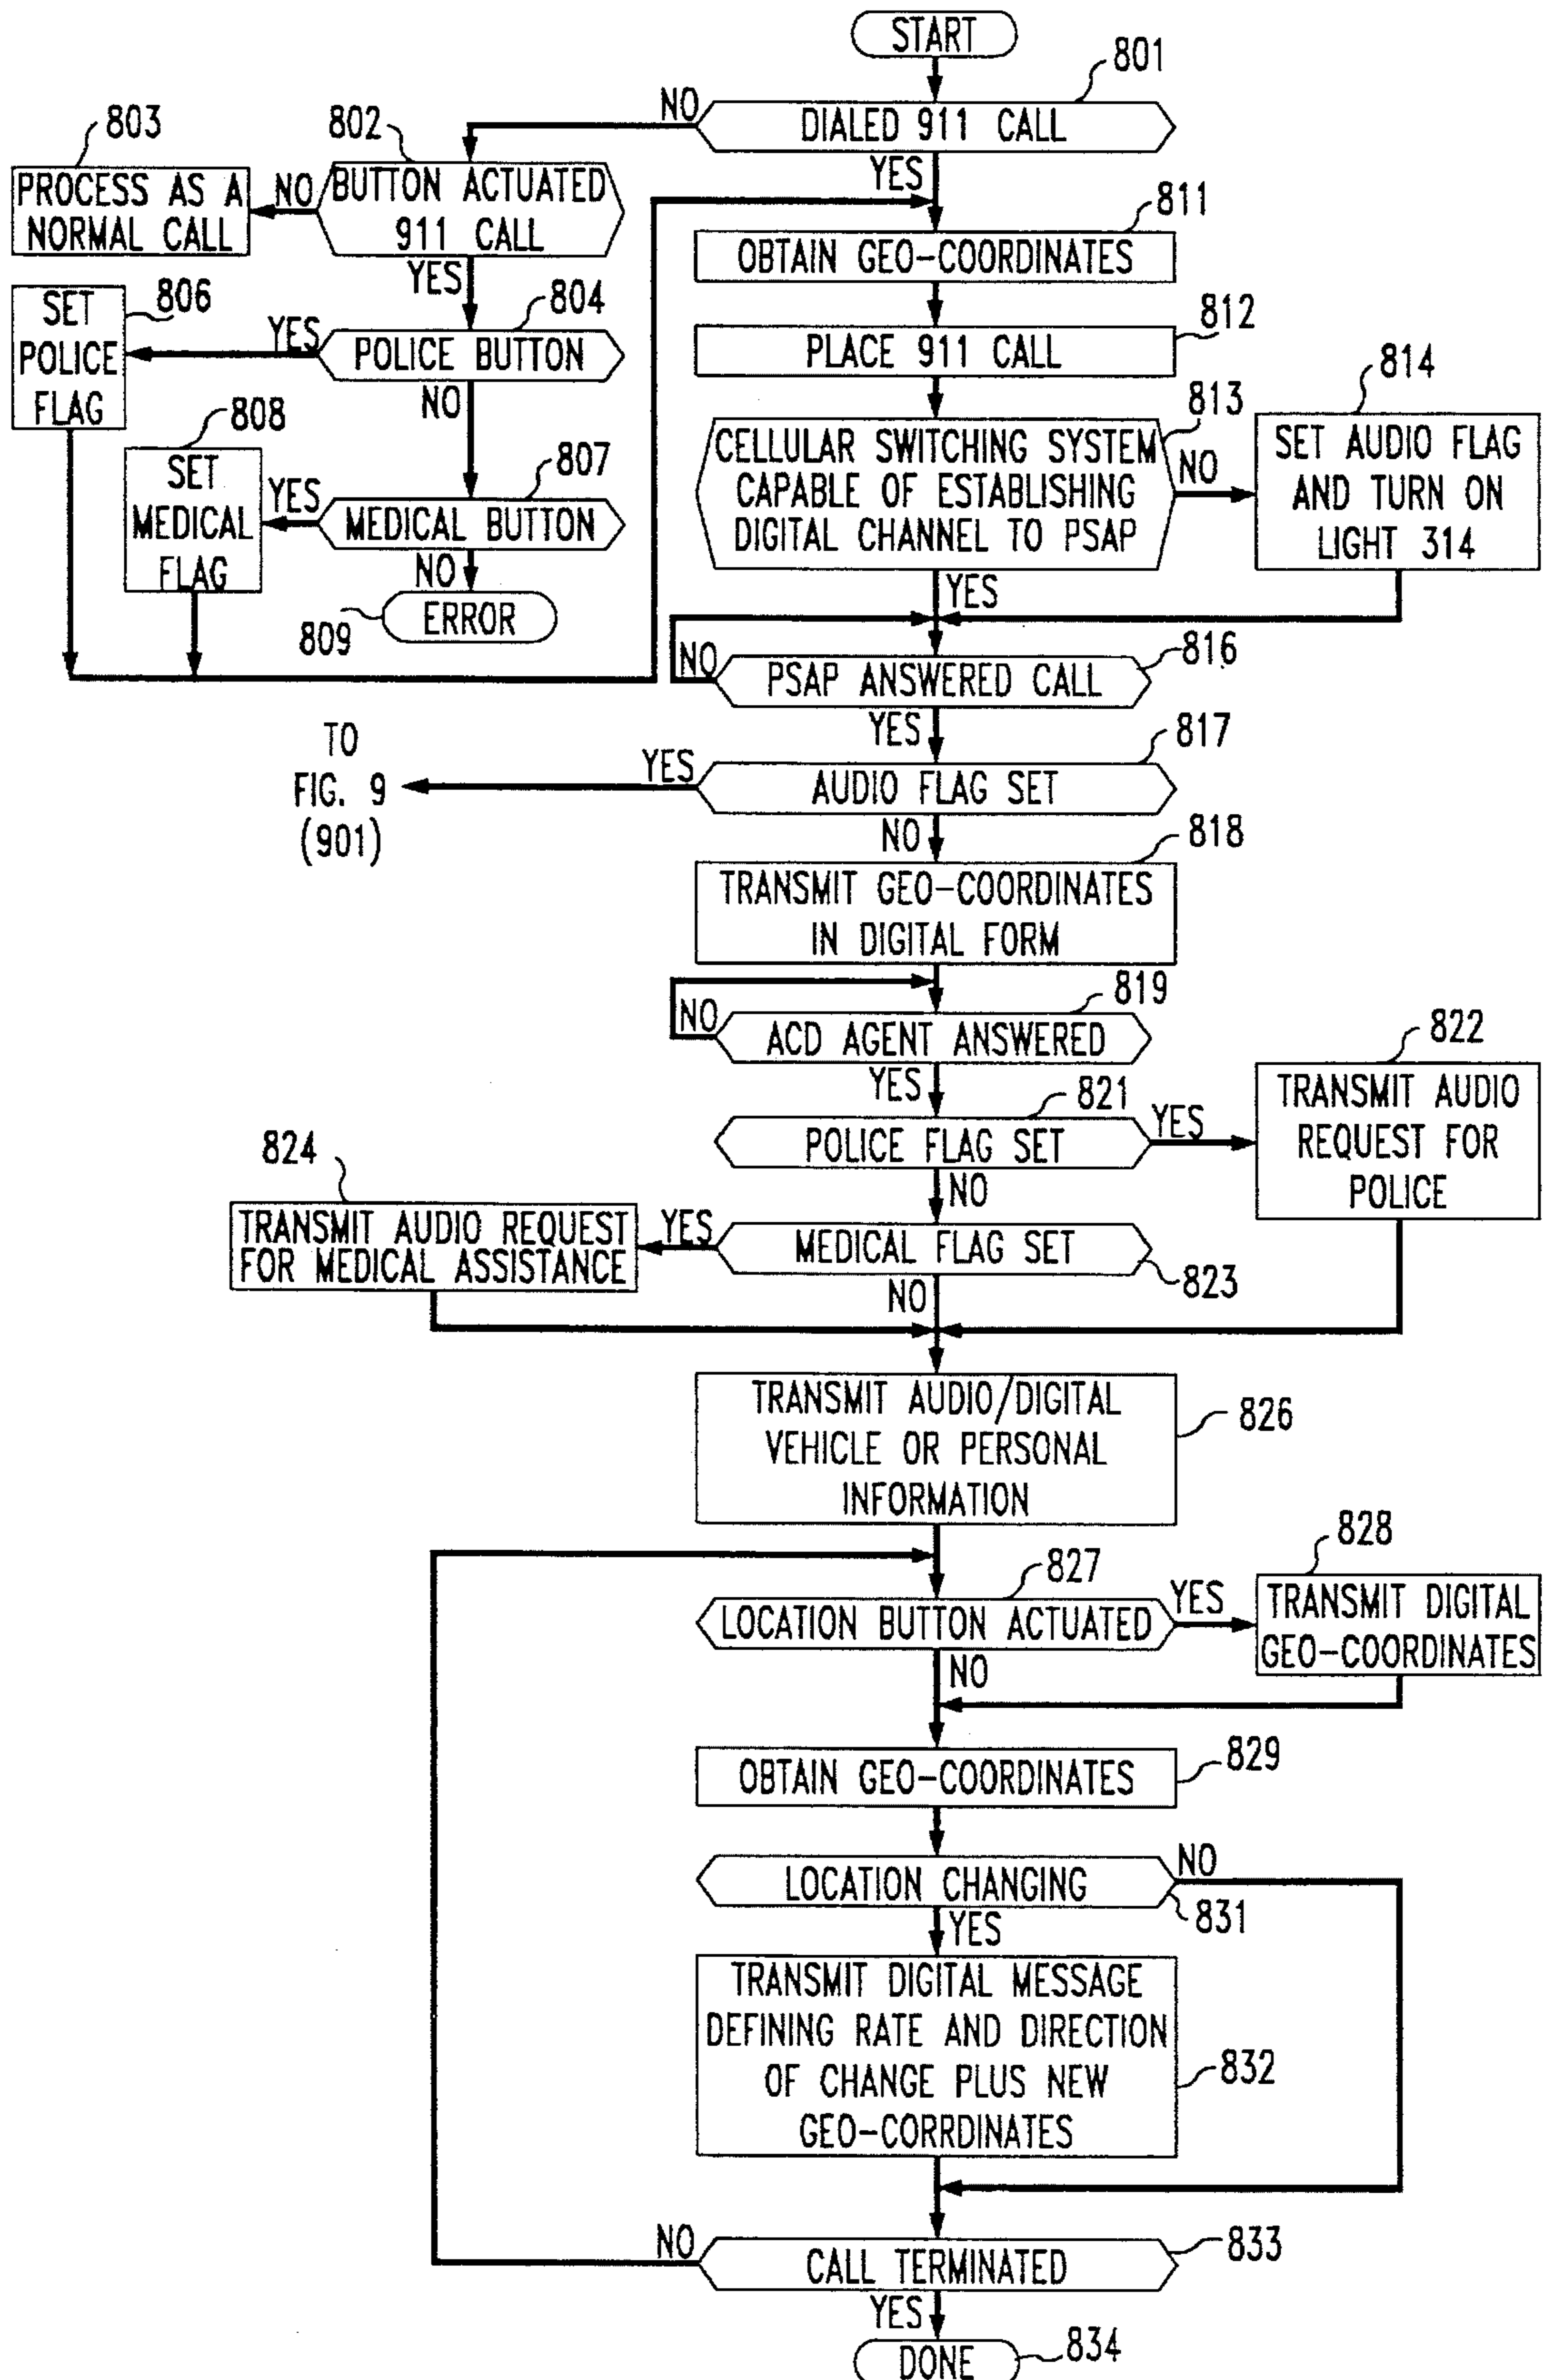 START
801
DIALED 911 CALL
NO
YES
803
PROCESS AS A
NORMAL CALL
NO
802
BUTTON ACTUATED
911 CALL
YES
811
OBTAIN GEO-COORDINATES
806
SET
POLICE
FLAG
YES
804
POLICE BUTTON
NO
812
PLACE 911 CALL
808
SET
MEDICAL
FLAG
YES
807
MEDICAL BUTTON
NO
809
ERROR
813
CELLULAR SWITCHING SYSTEM
CAPABLE OF ESTABLISHING
DIGITAL CHANNEL TO PSAP
NO
YES
814
SET AUDIO FLAG
AND TURN ON
LIGHT 314
816
NO
PSAP ANSWERED CALL
YES
817
AUDIO FLAG SET
YES
TO
FIG. 9
(901)
NO
818
TRANSMIT GEO-COORDINATES
IN DIGITAL FORM
819
NO
ACD AGENT ANSWERED
YES
821
POLICE FLAG SET
YES
822
TRANSMIT AUDIO
REQUEST FOR
POLICE
NO
824
TRANSMIT AUDIO REQUEST
FOR MEDICAL ASSISTANCE
YES
MEDICAL FLAG SET
823
NO
TRANSMIT AUDIO/DIGITAL
VEHICLE OR PERSONAL
INFORMATION
826
827
LOCATION BUTTON ACTUATED
YES
828
TRANSMIT DIGITAL
GEO-COORDINATES
NO
OBTAIN GEO-COORDINATES
829
LOCATION CHANGING
NO
831
YES
TRANSMIT DIGITAL MESSAGE
DEFINING RATE AND DIRECTION
OF CHANGE PLUS NEW
GEO-CORRDINATES
832
NO
CALL TERMINATED
833
YES
DONE
834